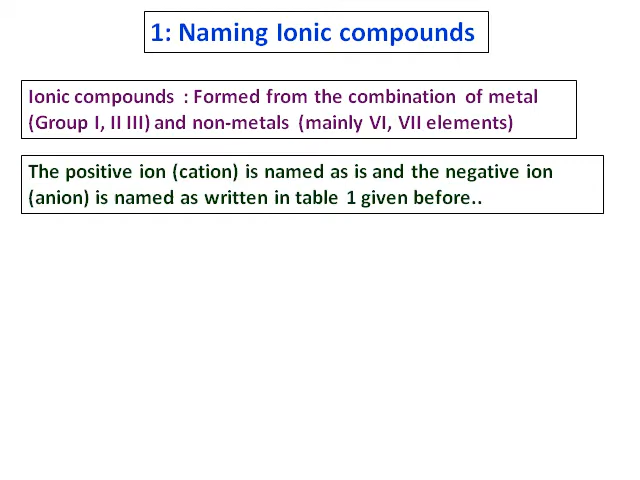 1: Naming Ionic compounds
Ionic compounds : Formed from the combination of metal
(Group I, II III) and non-metals (mainly VI, VII elements)
The positive ion (cation) is named as is and the negative ion
(anion) is named as written in table 1 given before..